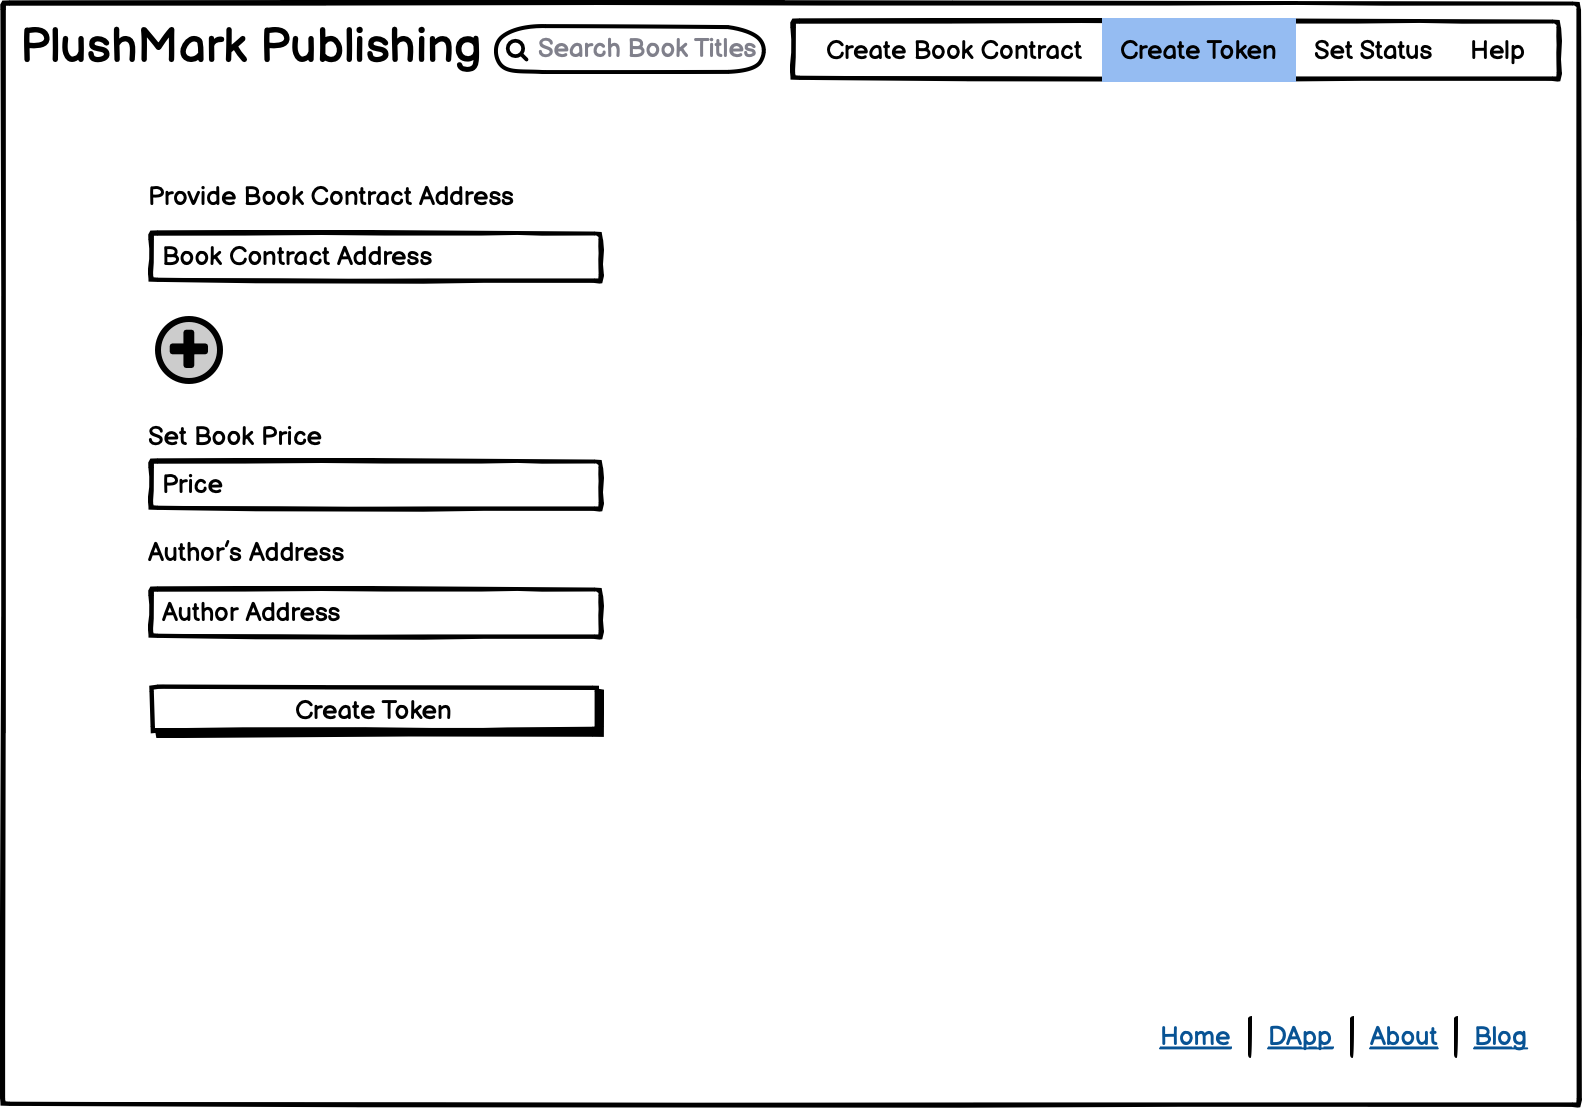 PlushMark Publishing
Search Book Titles
Create Book Contract Create Token Set Status Help
Provide Book Contract Address
Book Contract Address
Set Book Price
Price
Author's Address
Author Address
Create Token
Home DApp About Blog